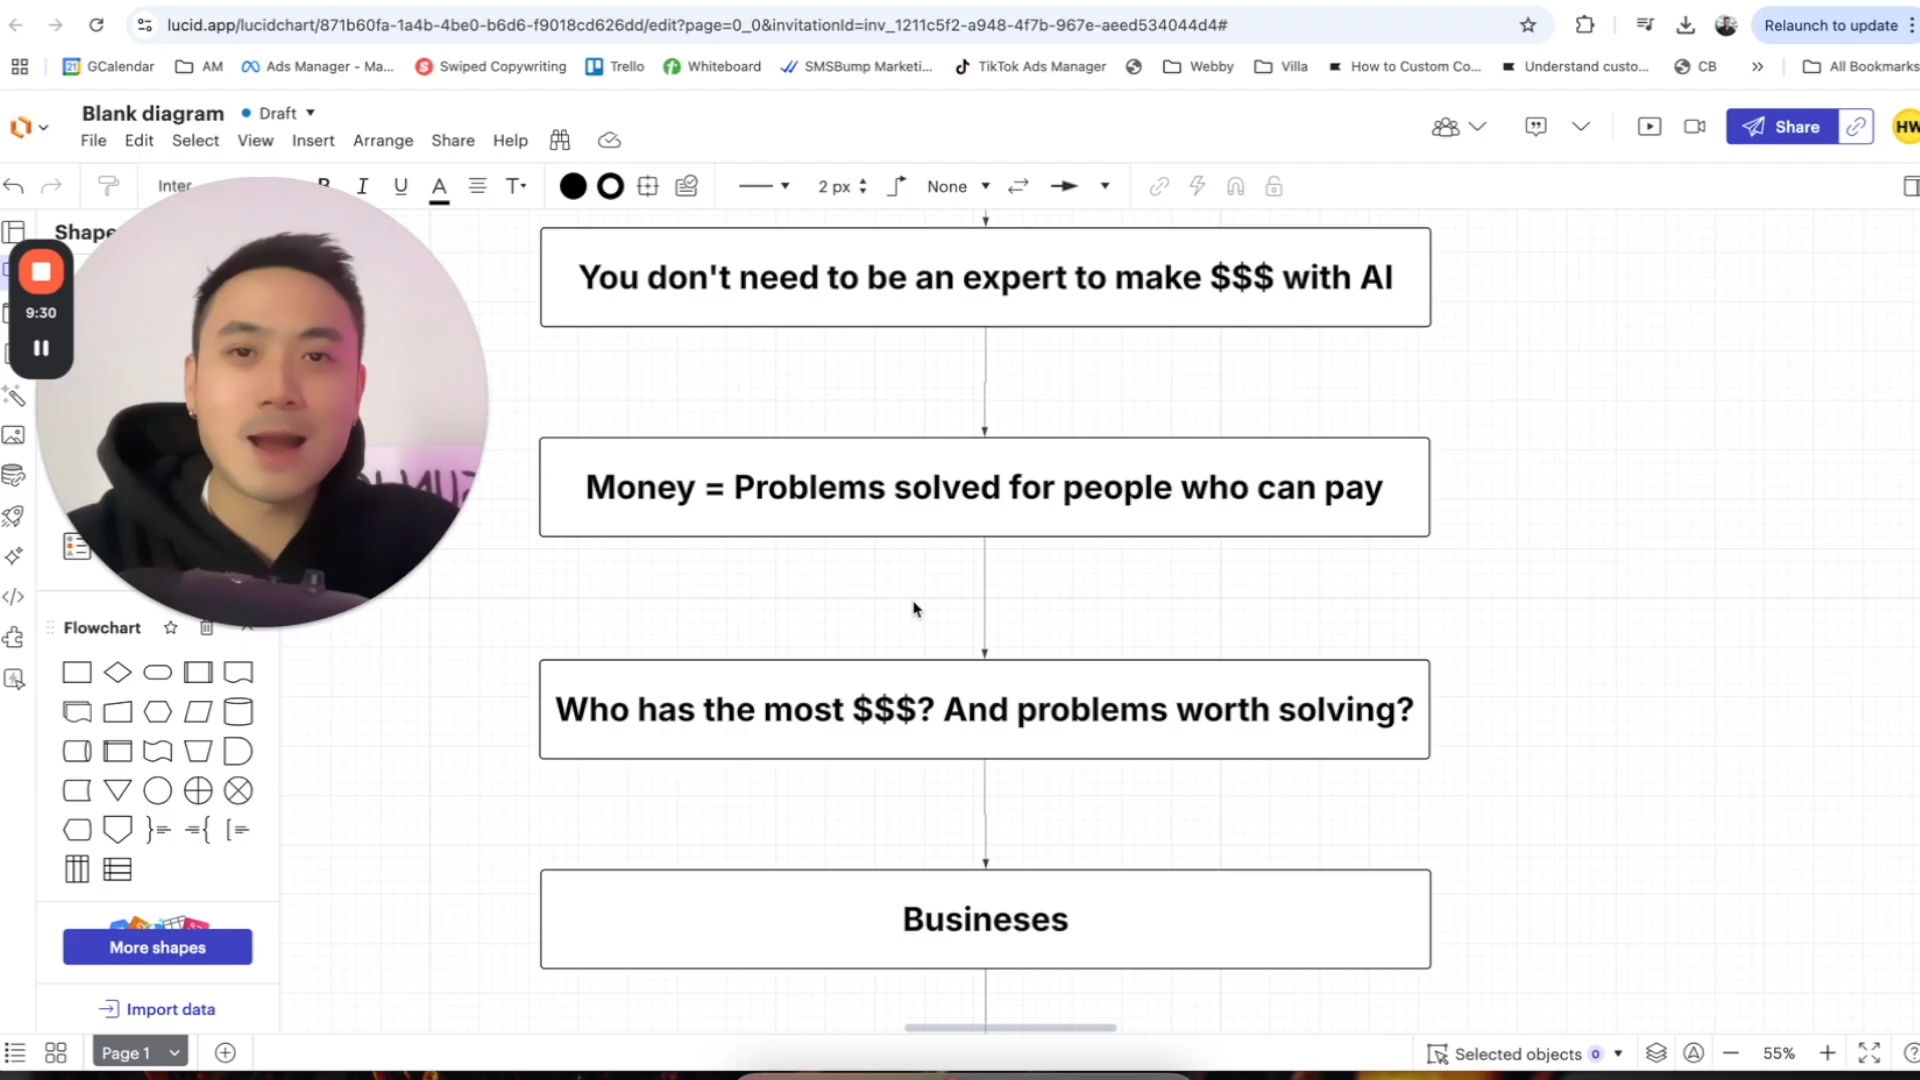 lucid.app/lucidchart/871b60fa-1a4b-4be0-b6d6-f9018cd626dd/edit?page=0_0&invitationId=inv_1211c5f2-a948-4f7b-967e-aeed534044d4#
Relaunch to update
GCalendar
AM
Ads Manager - Ma...
Swiped Copywriting
Trello
Whiteboard
SMSBump Marketi...
TikTok Ads Manager
Webby
Villa
How to Custom Co...
Understand custo...
CB
All Bookmarks
Blank diagram
Draft
File Edit Select View Insert Arrange Share Help
Share
HW
Inter
B I U A T
2 px
None
Shape
9:30
You don't need to be an expert to make $$$ with AI
Money = Problems solved for people who can pay
Who has the most $$$? And problems worth solving?
Busineses
Flowchart
More shapes
Import data
Page 1
Selected objects 0
55%